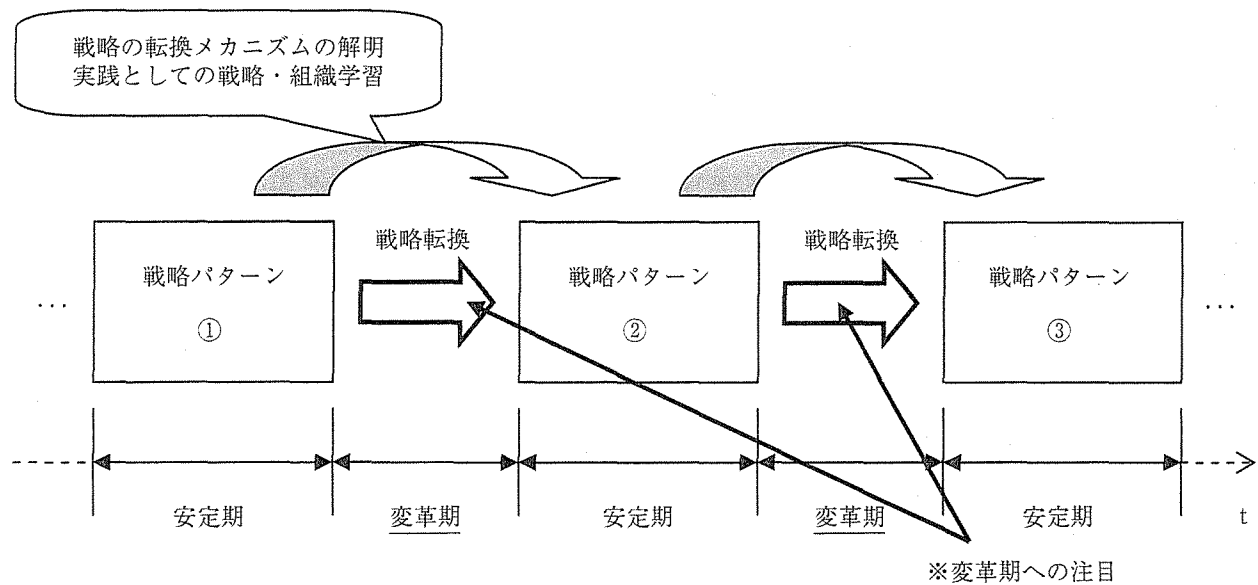 戦略の転換メカニズムの解明
実践としての戦略・組織学習
戦略転換
戦略転換
戦略パターン
①
戦略パターン
②
戦略パターン
③
…
…
安定期
変革期
安定期
変革期
安定期
t
※変革期への注目